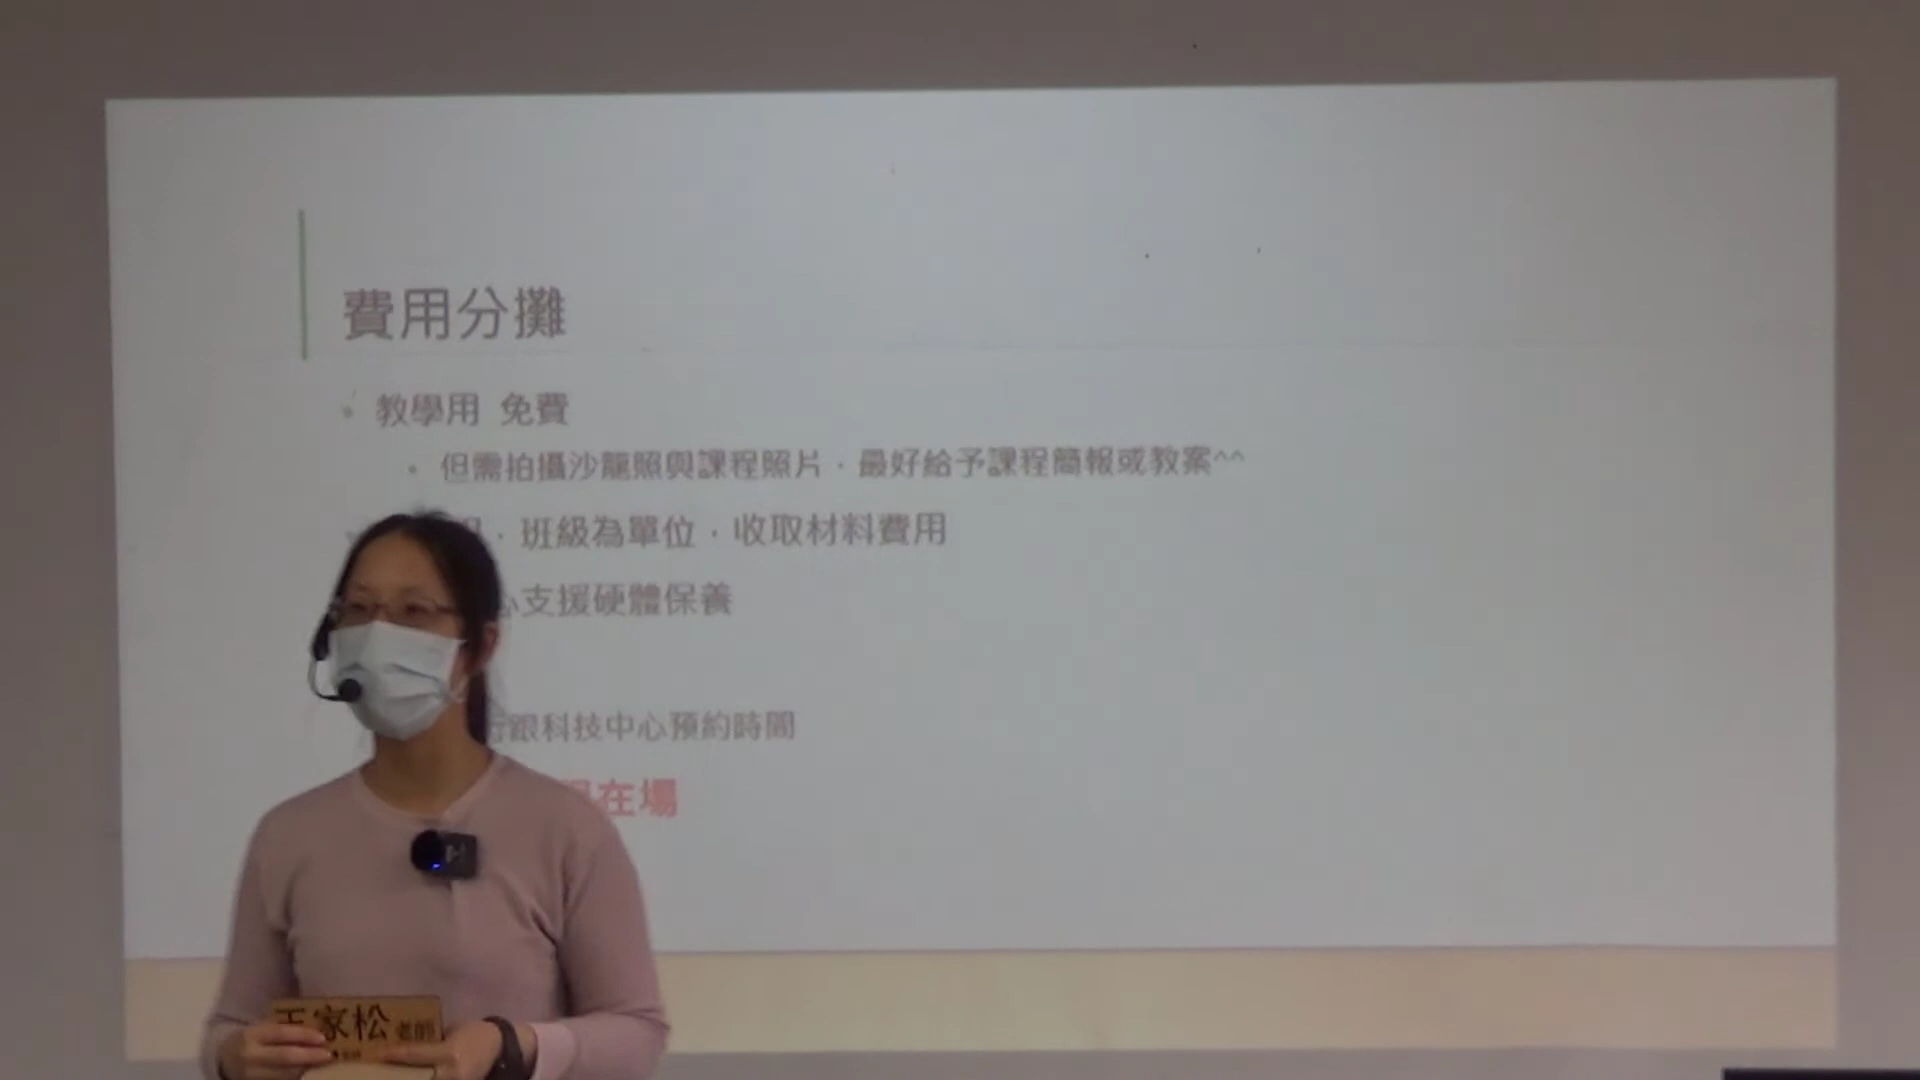 費用分攤
教學用 免費
但需拍攝沙龍照與課程照片，最好給予課程簡報或教案^^
，班級為單位，收取材料費用
心支援硬體保養
跟科技中心預約時間
在場
王家松 老師